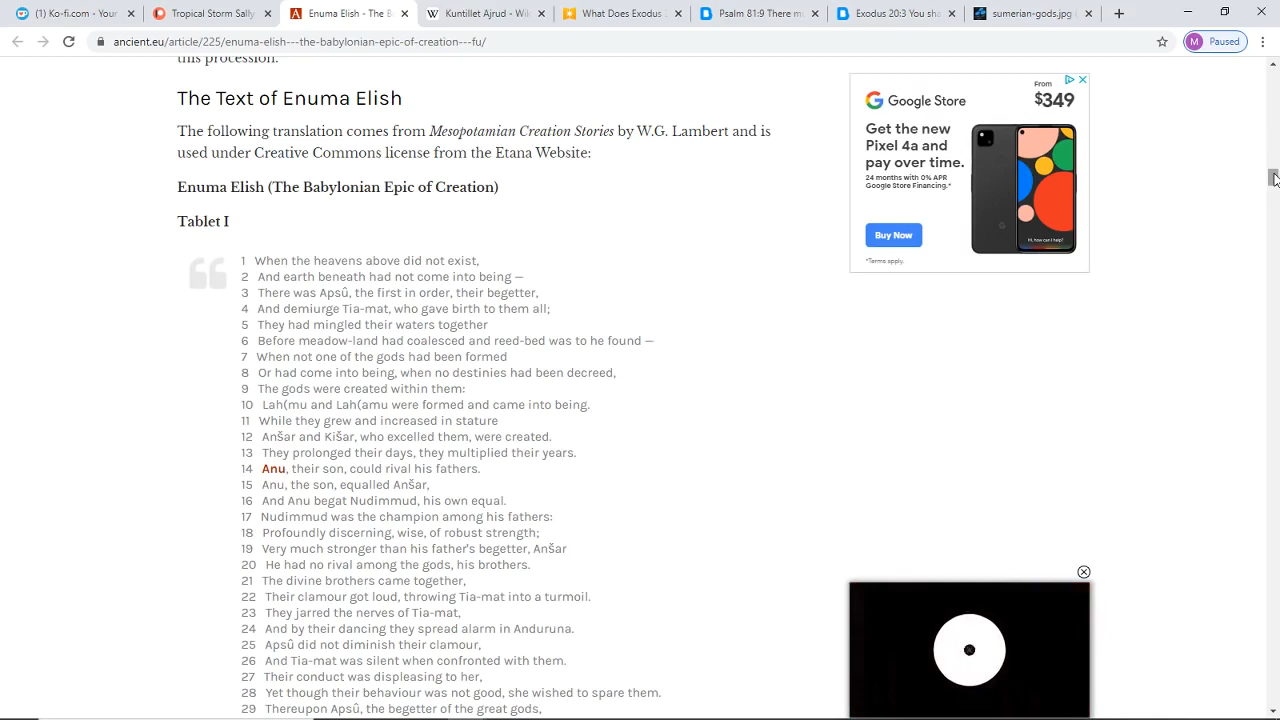 Ko-fi.com - Your
Tropical Storm Sally
Enuma Elish - The B
Khirbet
What Does Exodus
Psalm 81:9 There m
Exodus 20:3 You sha
sumerian-gods.jpg
ancient.eu/article/225/enuma-elish---the-babylonian-epic-of-creation---fu/
M Paused
this procession.
The Text of Enuma Elish
The following translation comes from Mesopotamian Creation Stories by W.G. Lambert and is
used under Creative Commons license from the Etana Website:
Enuma Elish (The Babylonian Epic of Creation)
Tablet I
1 When the heavens above did not exist,
2 And earth beneath had not come into being —
3 There was Apsû, the first in order, their begetter,
4 And demiurge Tia-mat, who gave birth to them all;
5 They had mingled their waters together
6 Before meadow-land had coalesced and reed-bed was to he found —
7 When not one of the gods had been formed
8 Or had come into being, when no destinies had been decreed,
9 The gods were created within them:
10 Lah(mu and Lah(amu were formed and came into being.
11 While they grew and increased in stature
12 Anšar and Kišar, who excelled them, were created.
13 They prolonged their days, they multiplied their years.
14 Anu, their son, could rival his fathers.
15 Anu, the son, equalled Anšar,
16 And Anu begat Nudimmud, his own equal.
17 Nudimmud was the champion among his fathers:
18 Profoundly discerning, wise, of robust strength;
19 Very much stronger than his father's begetter, Anšar
20 He had no rival among the gods, his brothers.
21 The divine brothers came together,
22 Their clamour got loud, throwing Tia-mat into a turmoil.
23 They jarred the nerves of Tia-mat,
24 And by their dancing they spread alarm in Anduruna.
25 Apsû did not diminish their clamour,
26 And Tia-mat was silent when confronted with them.
27 Their conduct was displeasing to her,
28 Yet though their behaviour was not good, she wished to spare them.
29 Thereupon Apsû, the begetter of the great gods,
Google Store
From
$349
Get the new
Pixel 4a and
pay over time.
24 months with 0% APR
Google Store Financing.*
Buy Now
*Terms apply.
Hi, how can I help?